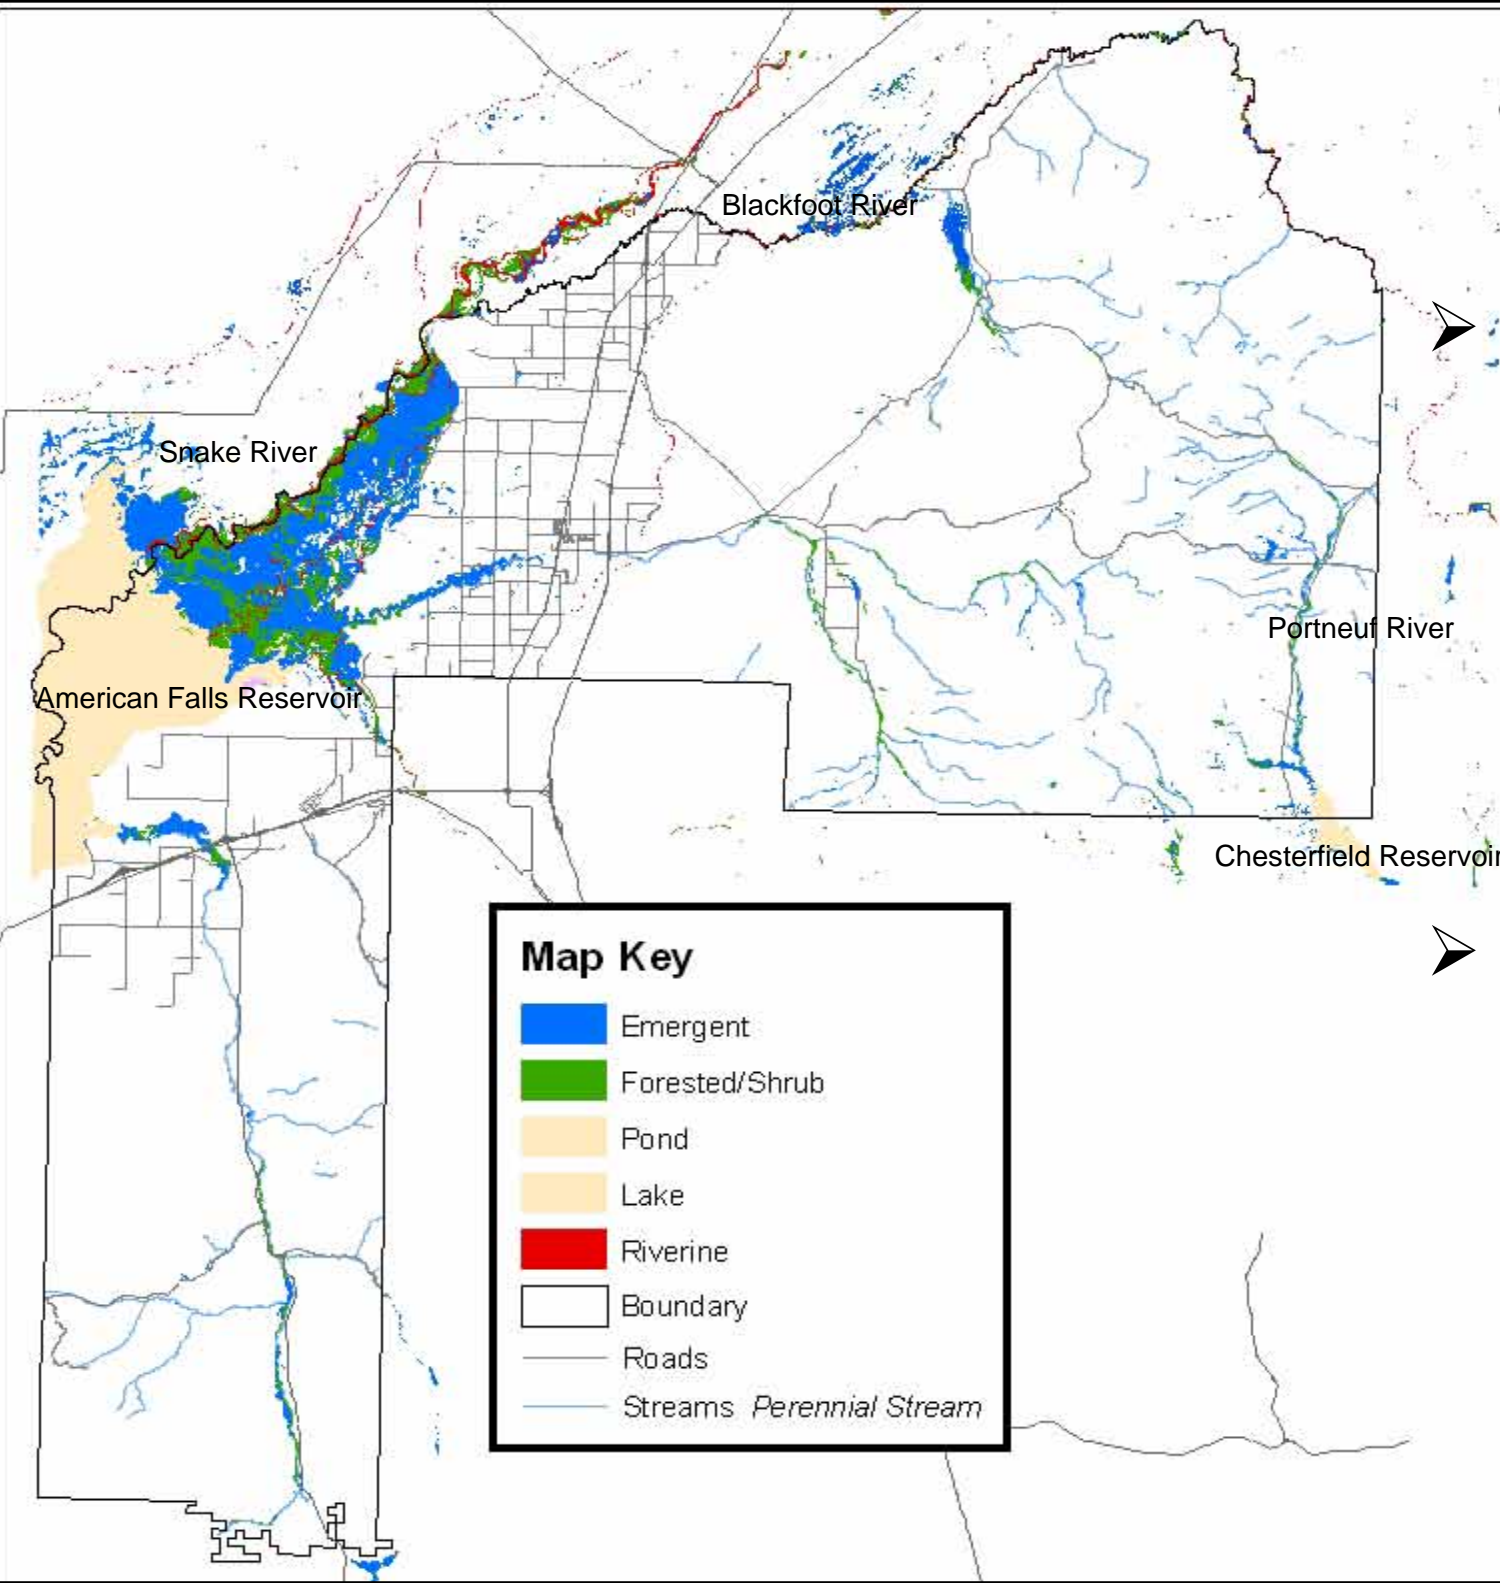 Blackfoot River
Snake River
Portneuf River
American Falls Reservoir
Chesterfield Reservoir
Map Key
Emergent
Forested/Shrub
Pond
Lake
Riverine
Boundary
Roads
Streams Perennial Stream